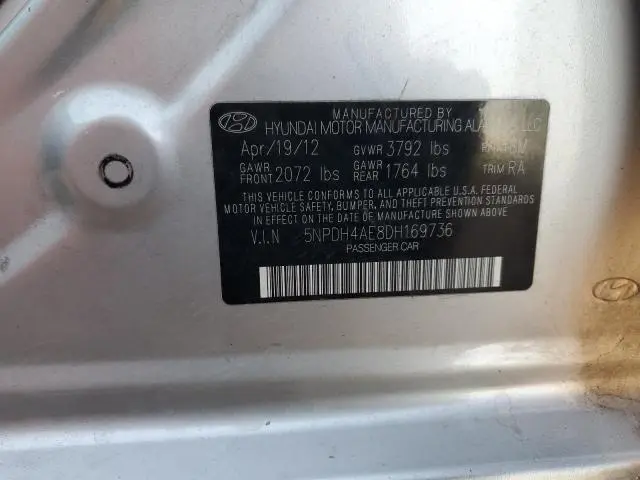 MANUFACTURED BY
HYUNDAI MOTOR MANUFACTURING LLC
Apr/19/12 GVWR 3792 lbs
GAWR FRONT 2072 lbs GAWR REAR 1764 lbs TRIM RA
THIS VEHICLE CONFORMS TO ALL APPLICABLE U.S.A. FEDERAL
MOTOR VEHICLE SAFETY, BUMPER, AND THEFT PREVENTION STANDARDS
IN EFFECT ON THE DATE OF MANUFACTURE SHOWN ABOVE
V.I.N 5NPDH4AE8DH169736
PASSENGER CAR